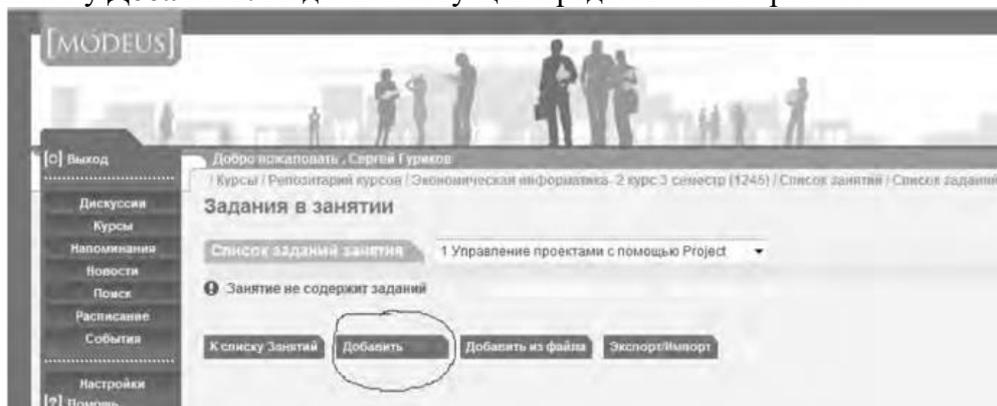 [MODEUS]
[O] Выход
Добро пожаловать , Сергей Гуриков
/ Курсы / Репозитарий курсов / Экономическая информатика- 2 курс 3 семестр (1245) / Список занятий / Список заданий
Дискуссии
Курсы
Напоминания
Новости
Поиск
Расписание
События
Настройки
[?] Помощь
Задания в занятии
Список заданий занятия
1 Управление проектами с помощью Project
Занятие не содержит заданий
К списку Занятий
Добавить
Добавить из файла
Экспорт/Импорт